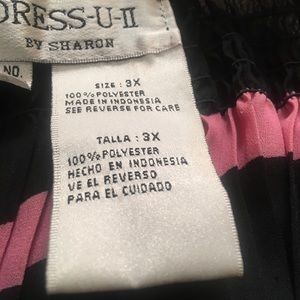 DRESS-U-II
BY SHARON
NO.
SIZE : 3X
100% POLYESTER
MADE IN INDONESIA
SEE REVERSE FOR CARE
TALLA : 3X
100% POLYESTER
HECHO EN INDONESIA
VE EL REVERSO
PARA EL CUIDADO